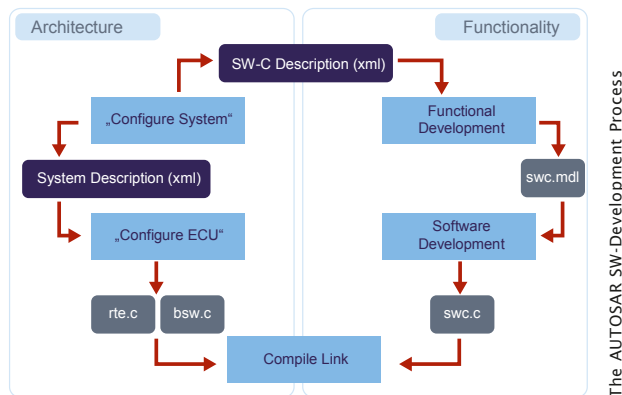 Architecture
Functionality
SW-C Description (xml)
„Configure System“
Functional
Development
System Description (xml)
swc.mdl
„Configure ECU“
Software
Development
rte.c
bsw.c
swc.c
Compile Link
The AUTOSAR SW-Development Process